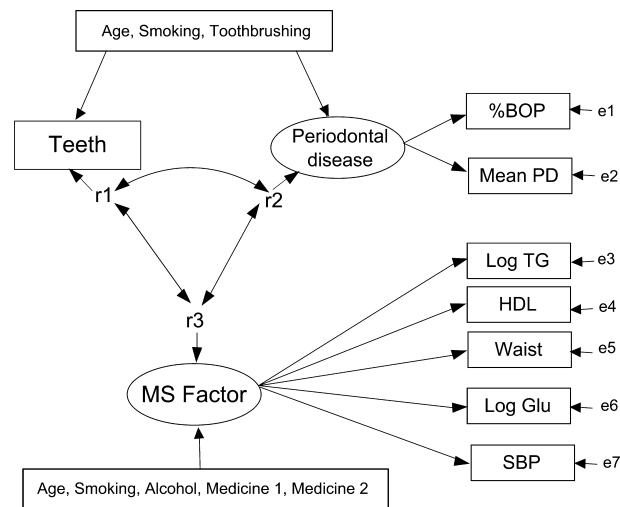 Age, Smoking, Toothbrushing
Teeth
Periodontal
disease
%BOP
e1
Mean PD
e2
r1
r2
r3
Log TG
e3
HDL
e4
Waist
e5
MS Factor
Log Glu
e6
SBP
e7
Age, Smoking, Alcohol, Medicine 1, Medicine 2